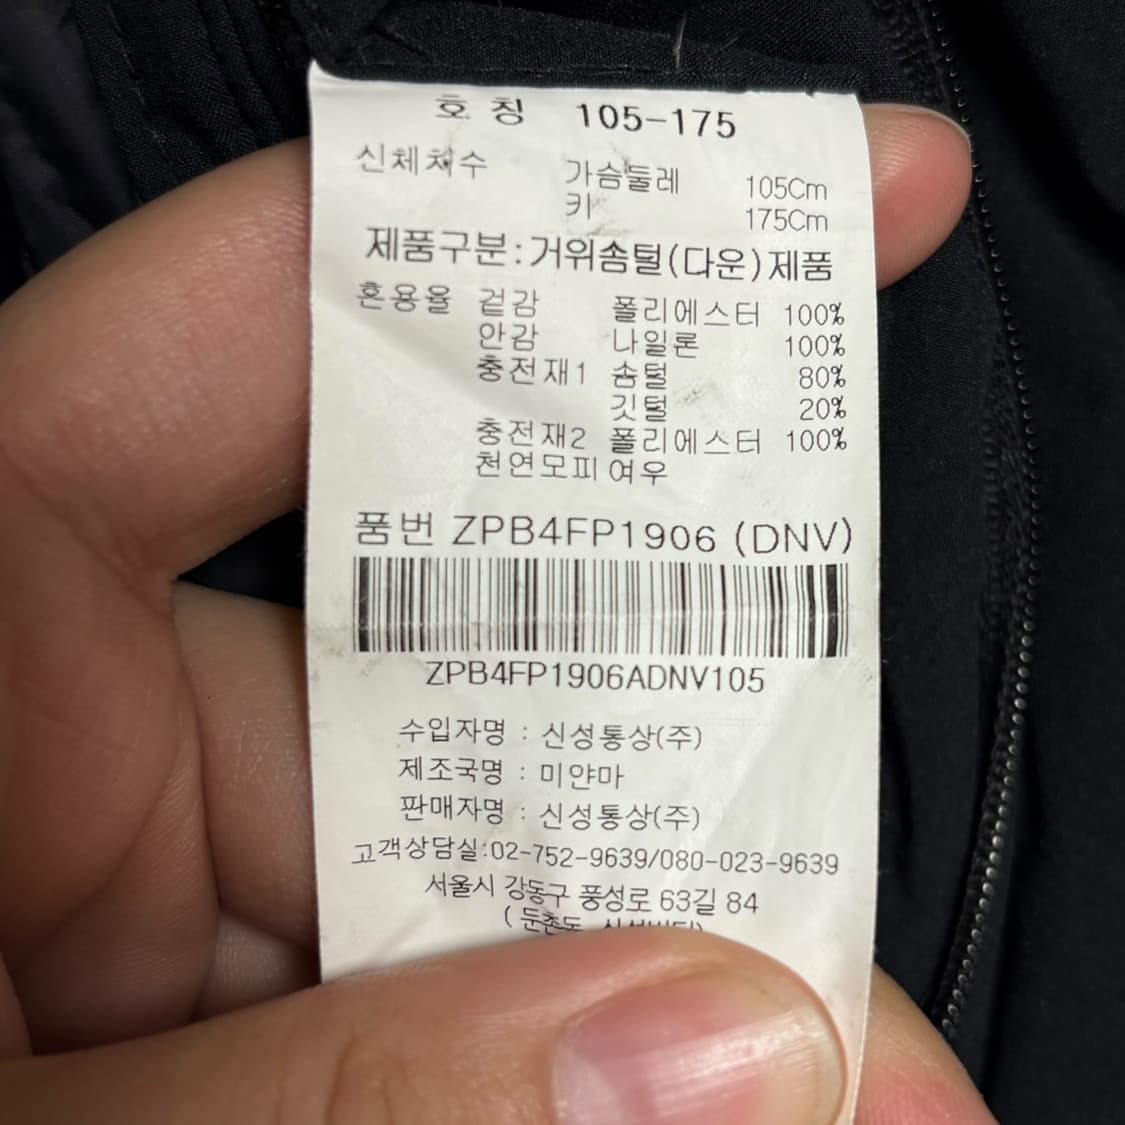 호 칭 105-175
신체치수 가슴둘레 105Cm
키 175Cm
제품구분:거위솜털(다운)제품
혼용율 겉감 폴리에스터 100%
안감 나일론 100%
충전재1 솜털 80%
깃털 20%
충전재2 폴리에스터 100%
천연모피 여우
품번 ZPB4FP1906 (DNV)
ZPB4FP1906ADNV105
수입자명 : 신성통상(주)
제조국명 : 미얀마
판매자명 : 신성통상(주)
고객상담실:02-752-9639/080-023-9639
서울시 강동구 풍성로 63길 84
(둔촌동,